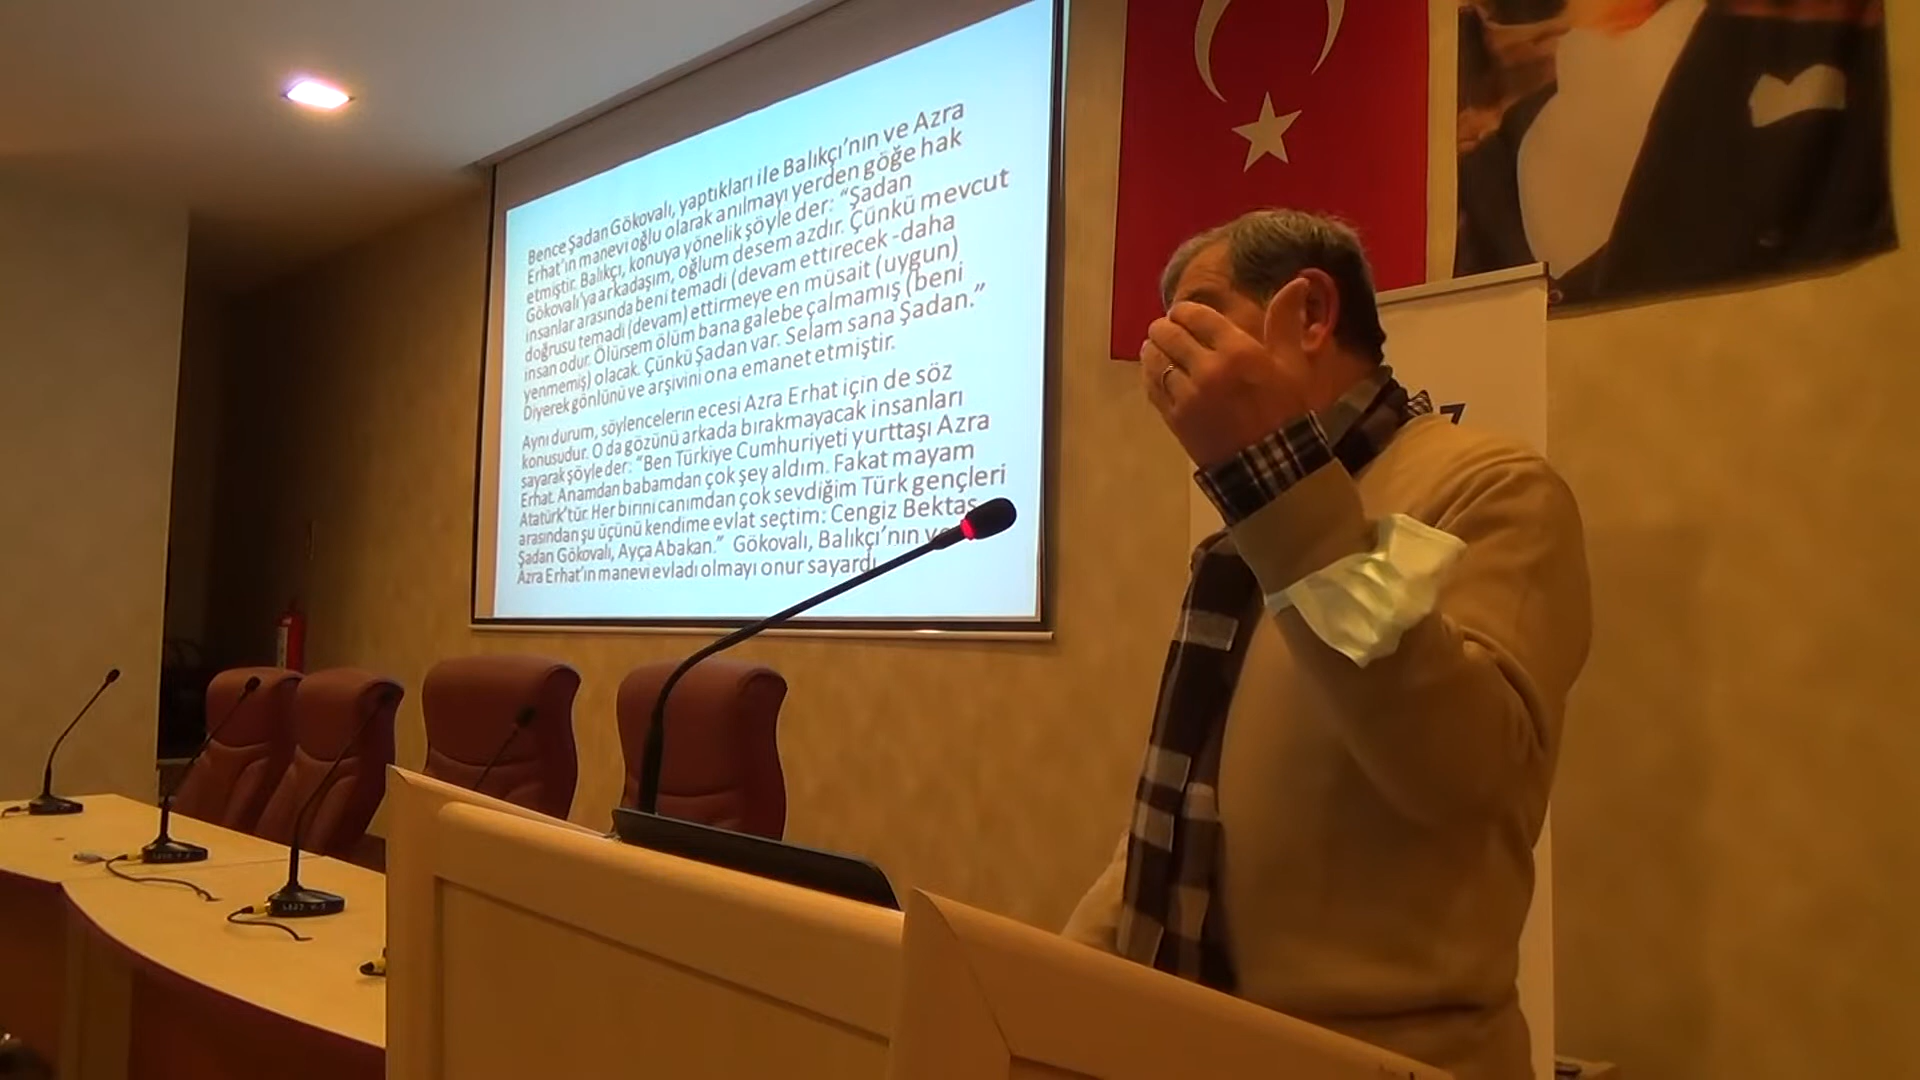 Bence Şadan Gökovalı, yaptıkları ile Balıkçı’nın ve Azra
Erhat’ın manevi oğlu olarak anılmayı yerden göğe hak
etmiştir. Balıkçı, konuya yönelik şöyle der: “Şadan
Gökovalı’ya arkadaşım, oğlum desem azdır. Çünkü mevcut
insanlar arasında beni temadi (devam ettirecek -daha
doğrusu temadi (devam) ettirmeye en müsait (uygun)
insan odur. Ölürsem ölüm bana galebe çalmamış (beni
yenmemiş) olacak. Çünkü Şadan var. Selam sana Şadan.”
Diyerek gönlünü ve arşivini ona emanet etmiştir.
Aynı durum, söylencelerin ecesi Azra Erhat için de söz
konusudur. O da gözünü arkada bırakmayacak insanları
sayarak şöyle der: “Ben Türkiye Cumhuriyeti yurttaşı Azra
Erhat. Anamdan babamdan çok şey aldım. Fakat mayam
Atatürk’tür. Her birini canımdan çok sevdiğim Türk gençleri
arasından şu üçünü kendime evlat seçtim: Cengiz Bektaş,
Şadan Gökovalı, Ayça Abakan.” Gökovalı, Balıkçı’nın
Azra Erhat’ın manevi evladı olmayı onur sayardı